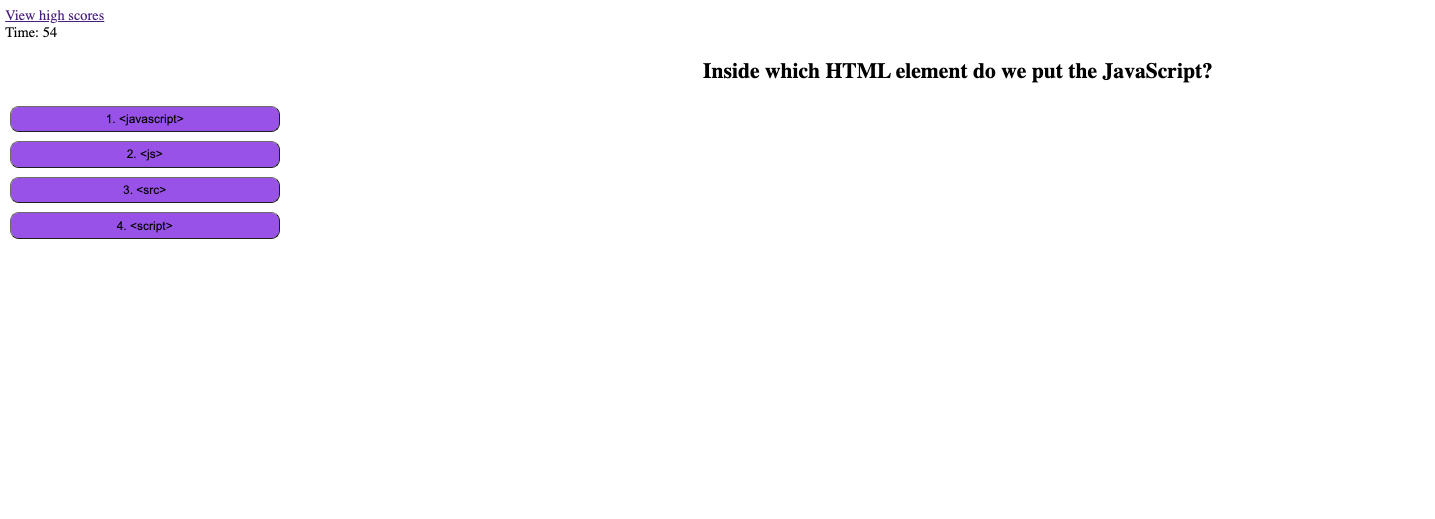 View high scores
Time: 54
Inside which HTML element do we put the JavaScript?
1. <javascript>
2. <js>
3. <src>
4. <script>